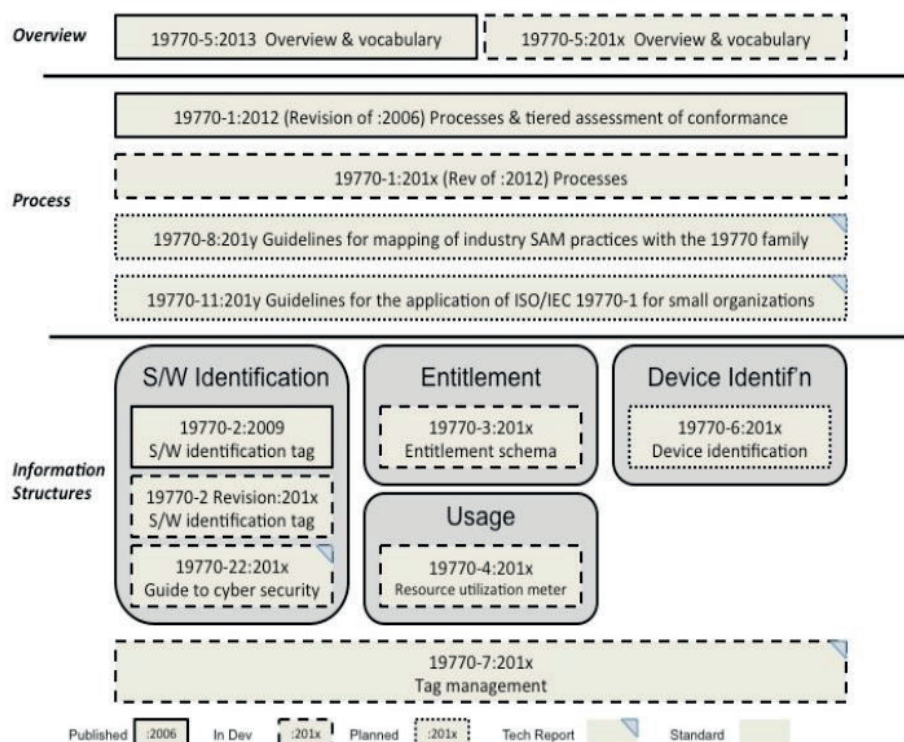 Overview
19770-5:2013 Overview & vocabulary
19770-5:201x Overview & vocabulary
Process
19770-1:2012 (Revision of :2006) Processes & tiered assessment of conformance
19770-1:201x (Rev of :2012) Processes
19770-8:201y Guidelines for mapping of industry SAM practices with the 19770 family
19770-11:201y Guidelines for the application of ISO/IEC 19770-1 for small organizations
Information
Structures
S/W Identification
19770-2:2009
S/W identification tag
19770-2 Revision:201x
S/W identification tag
19770-22:201x
Guide to cyber security
Entitlement
19770-3:201x
Entitlement schema
Usage
19770-4:201x
Resource utilization meter
Device Identif'n
19770-6:201x
Device identification
19770-7:201x
Tag management
Published :2006 In Dev :201x Planned :201x Tech Report Standard